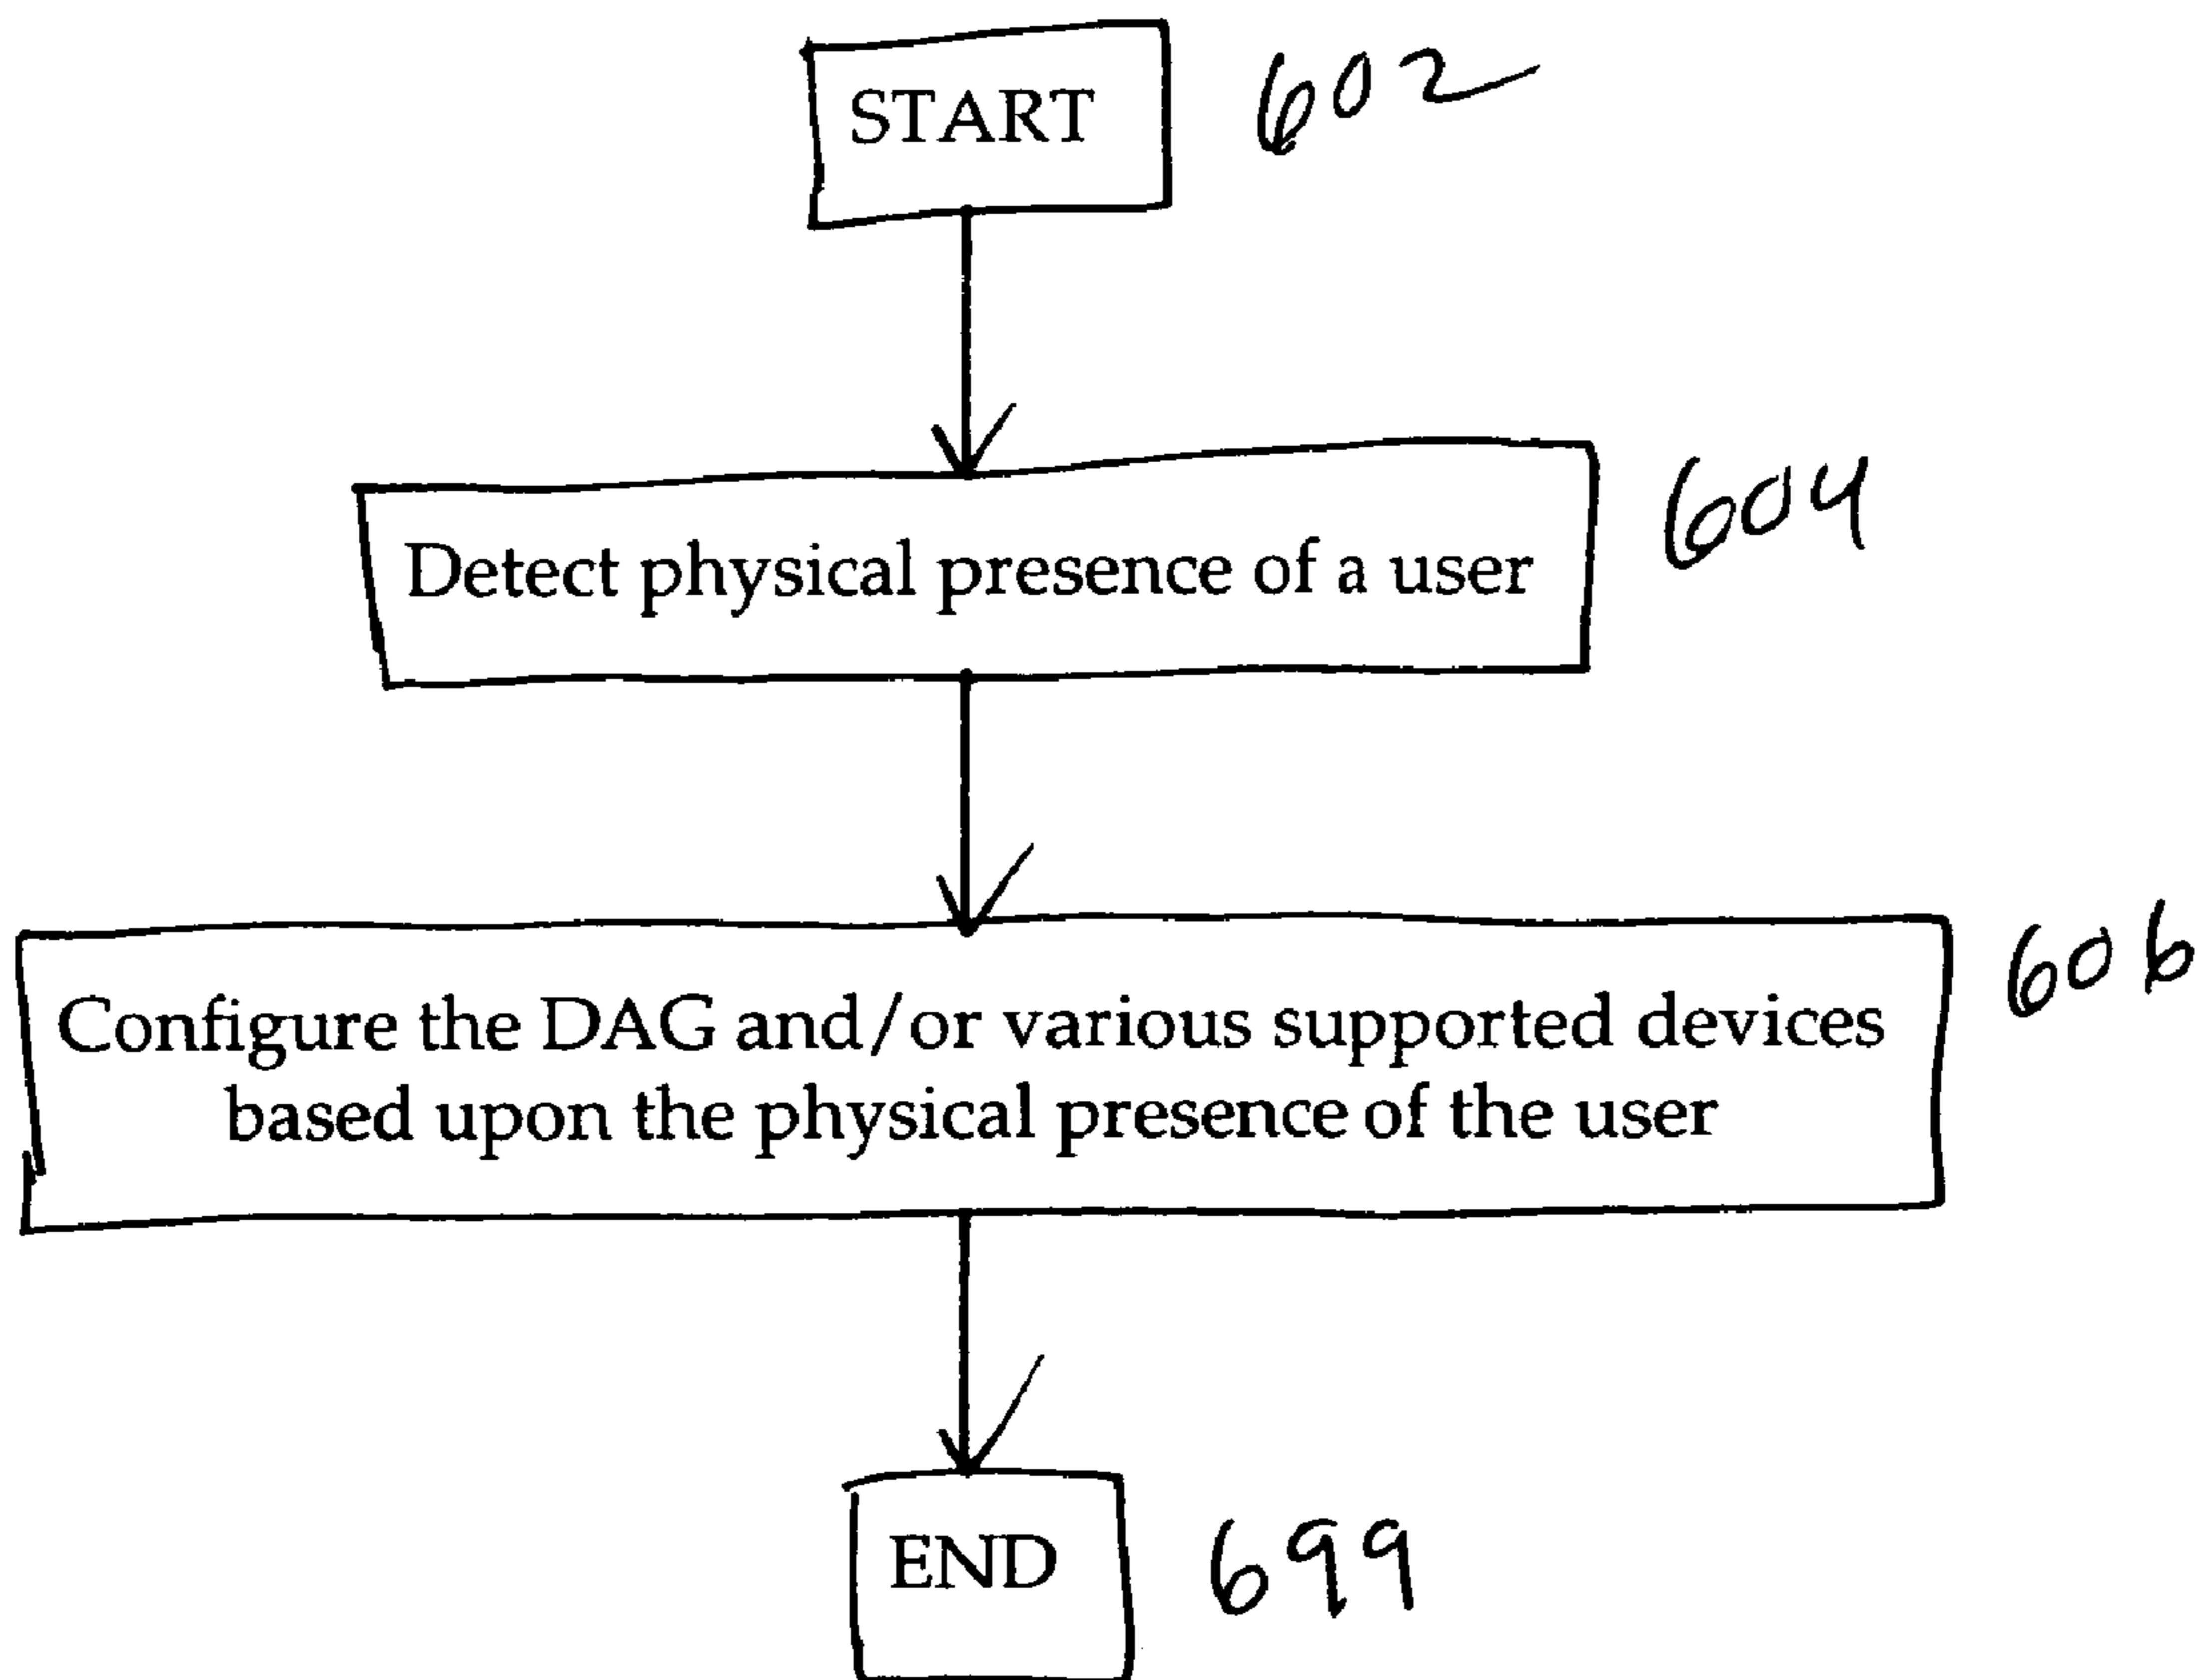 START
602
Detect physical presence of a user
604
Configure the DAG and/or various supported devices
based upon the physical presence of the user
606
END
699